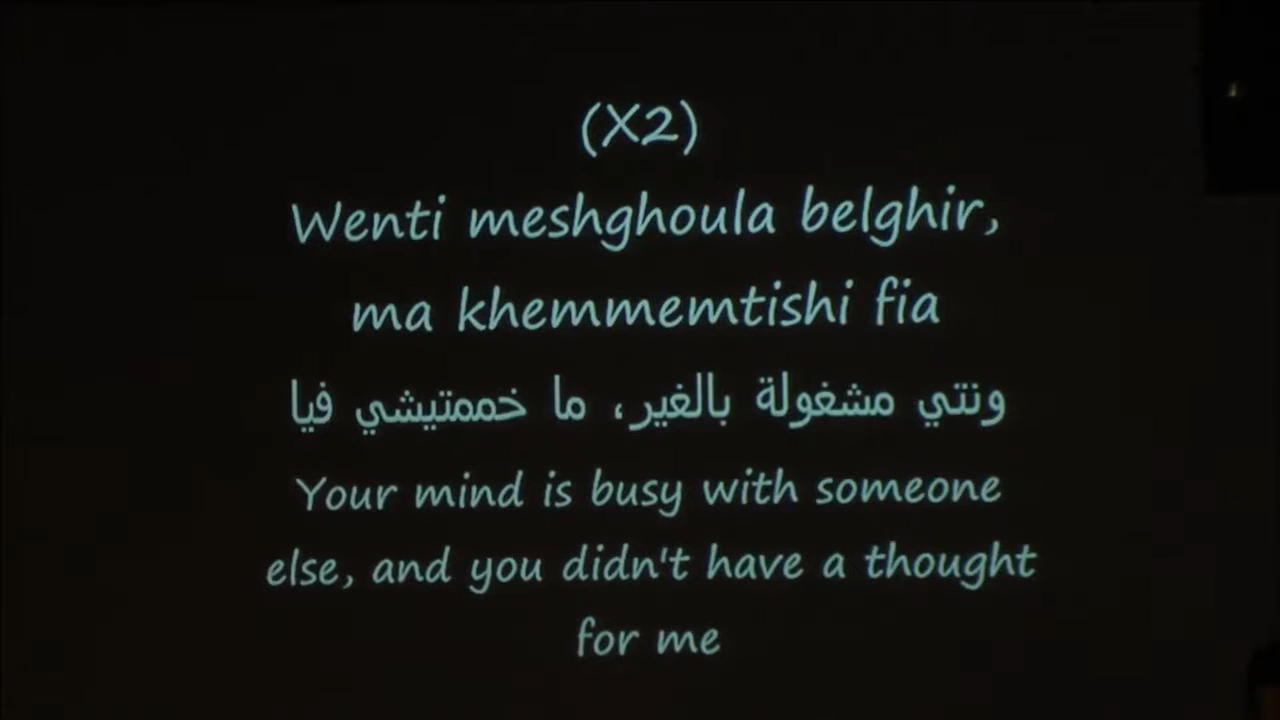 (X2)
Wenti meshghoula belghir,
ma khemmemtishi fia
ونتي مشغولة بالغير، ما خممتيشي فيا
Your mind is busy with someone
else, and you didn't have a thought
for me